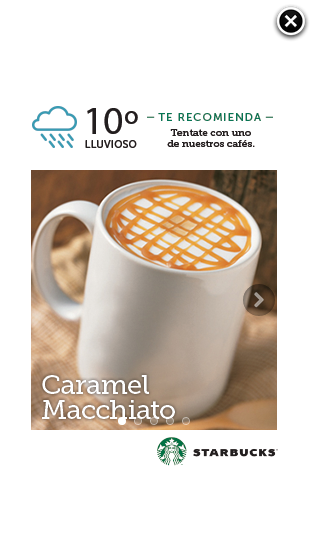 10º
LLUVIOSO
— TE RECOMIENDA —
Tentate con uno
de nuestros cafés.
Caramel
Macchiato
STARBUCKS